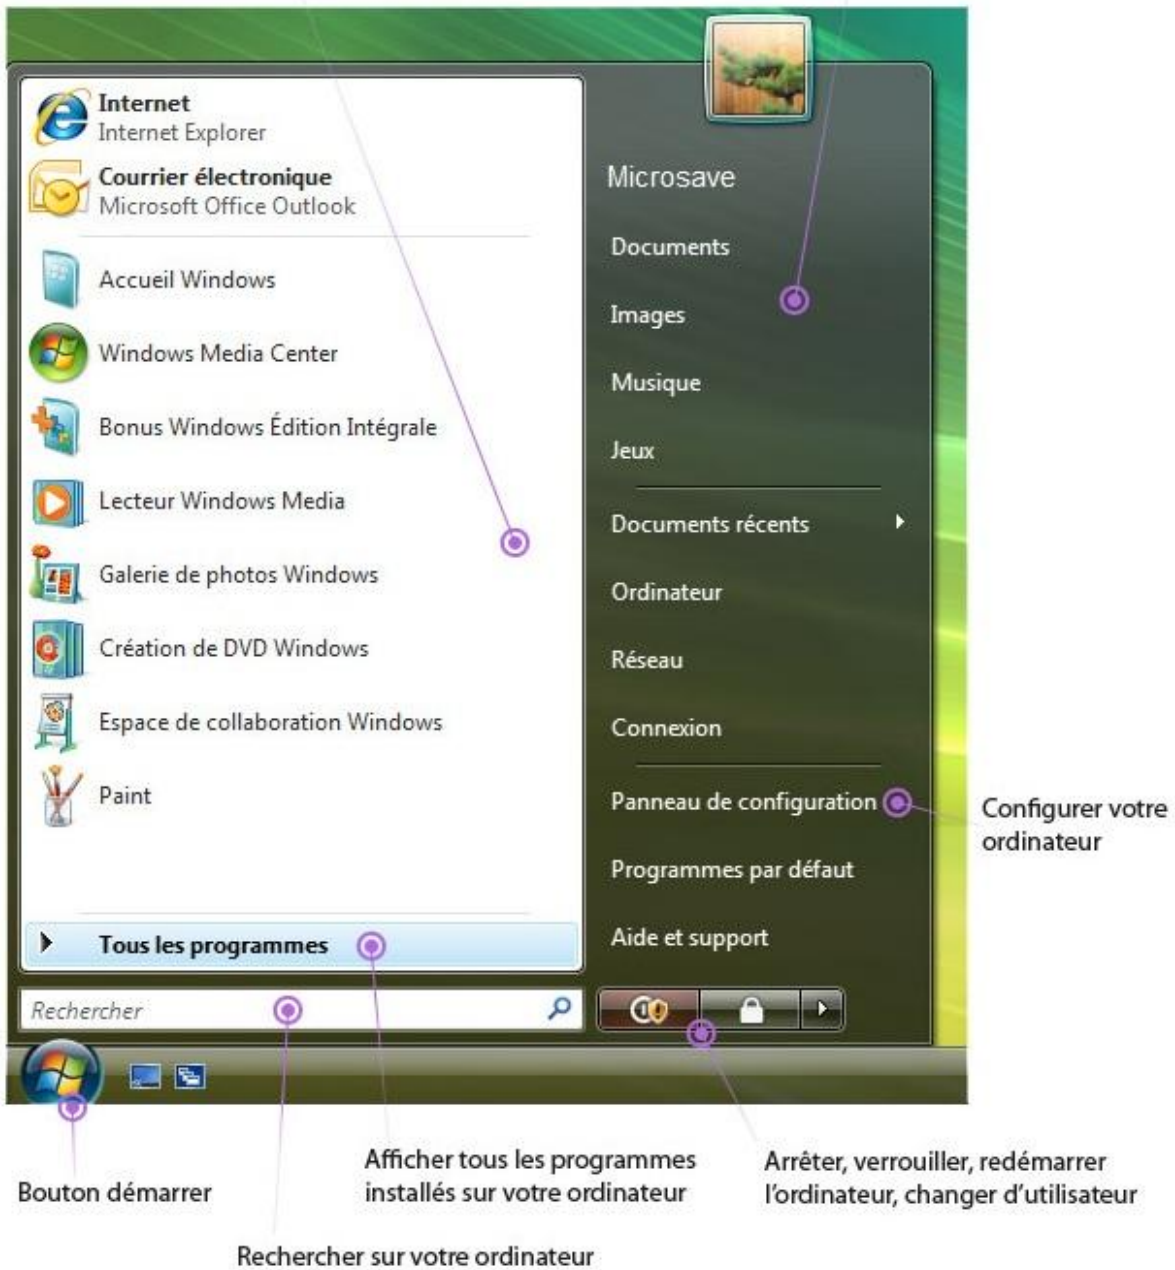 Internet
Internet Explorer
Courrier électronique
Microsoft Office Outlook
Accueil Windows
Windows Media Center
Bonus Windows Édition Intégrale
Lecteur Windows Media
Galerie de photos Windows
Création de DVD Windows
Espace de collaboration Windows
Paint
Tous les programmes
Rechercher
Microsave
Documents
Images
Musique
Jeux
Documents récents
Ordinateur
Réseau
Connexion
Panneau de configuration
Programmes par défaut
Aide et support
Configurer votre
ordinateur
Bouton démarrer
Afficher tous les programmes
installés sur votre ordinateur
Arrêter, verrouiller, redémarrer
l'ordinateur, changer d'utilisateur
Rechercher sur votre ordinateur